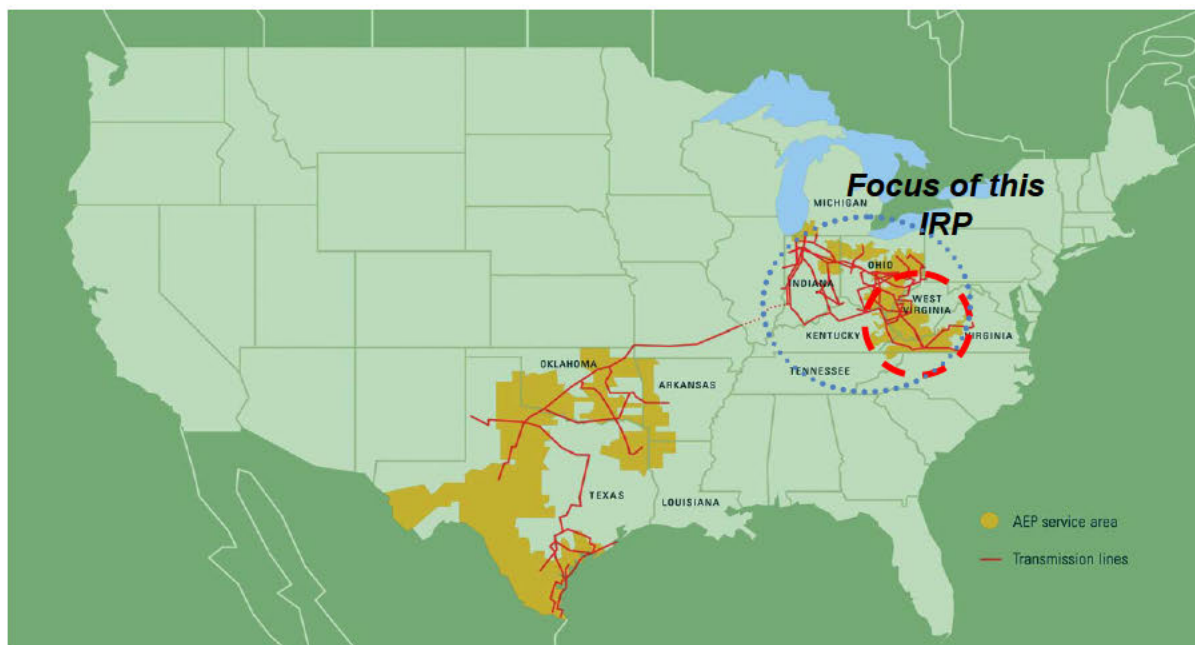 Focus of this
IRP
MICHIGAN
OHIO
INDIANA
WEST
VIRGINIA
KENTUCKY
VIRGINIA
TENNESSEE
OKLAHOMA
ARKANSAS
TEXAS
LOUISIANA
AEP service area
Transmission lines